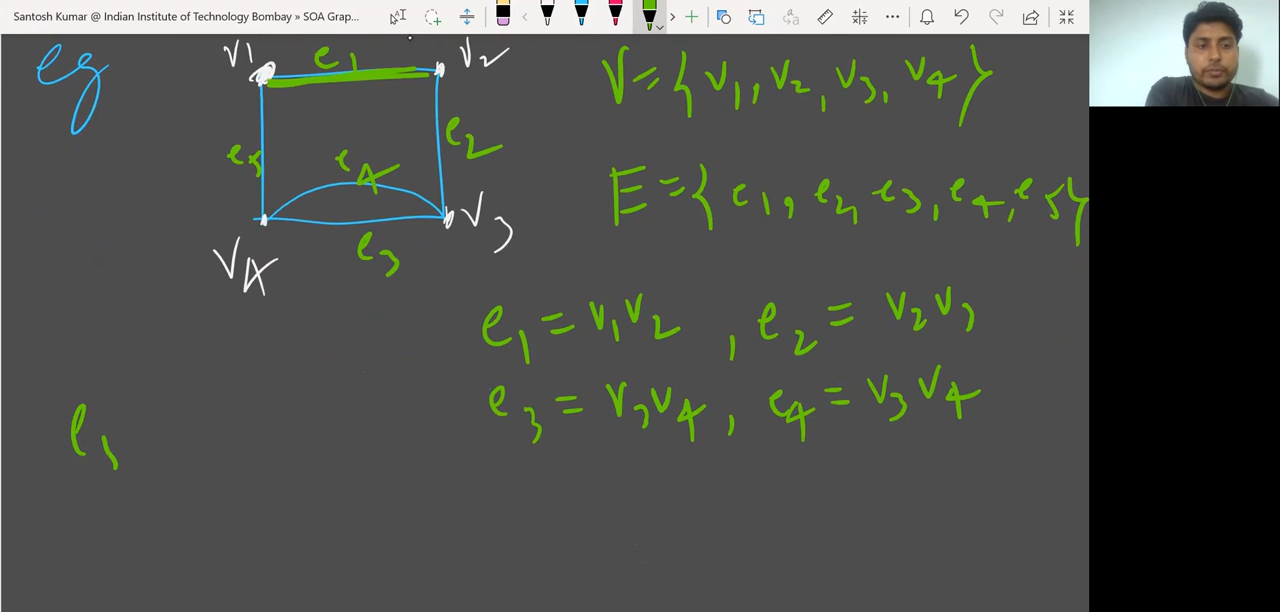 Santosh Kumar @ Indian Institute of Technology Bombay » SOA Grap...
eg
v1 e1 v2
V = {v1, v2, v3, v4}
e5 e4 e2
E = {e1, e2, e3, e4, e5}
v4 e3 v3
e1 = v1v2, e2 = v2v3
e3 = v3v4, e4 = v3v4
e1